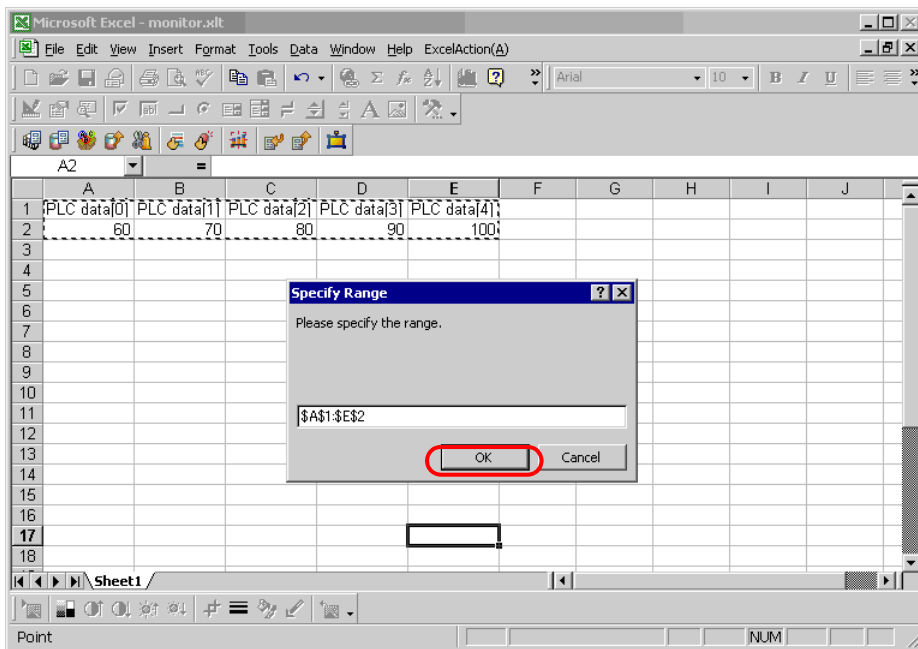 Microsoft Excel - monitor.xlt
File Edit View Insert Format Tools Data Window Help ExcelAction(A)
Arial 10 B I U
A2 =
A B C D E F G H I J
1 PLC data[0] PLC data[1] PLC data[2] PLC data[3] PLC data[4]
2 60 70 80 90 100
3
4
5
6
7
8
9
10
11
12
13
14
15
16
17
18
Specify Range
Please specify the range.
$A$1:$E$2
OK Cancel
Sheet1
Point NUM